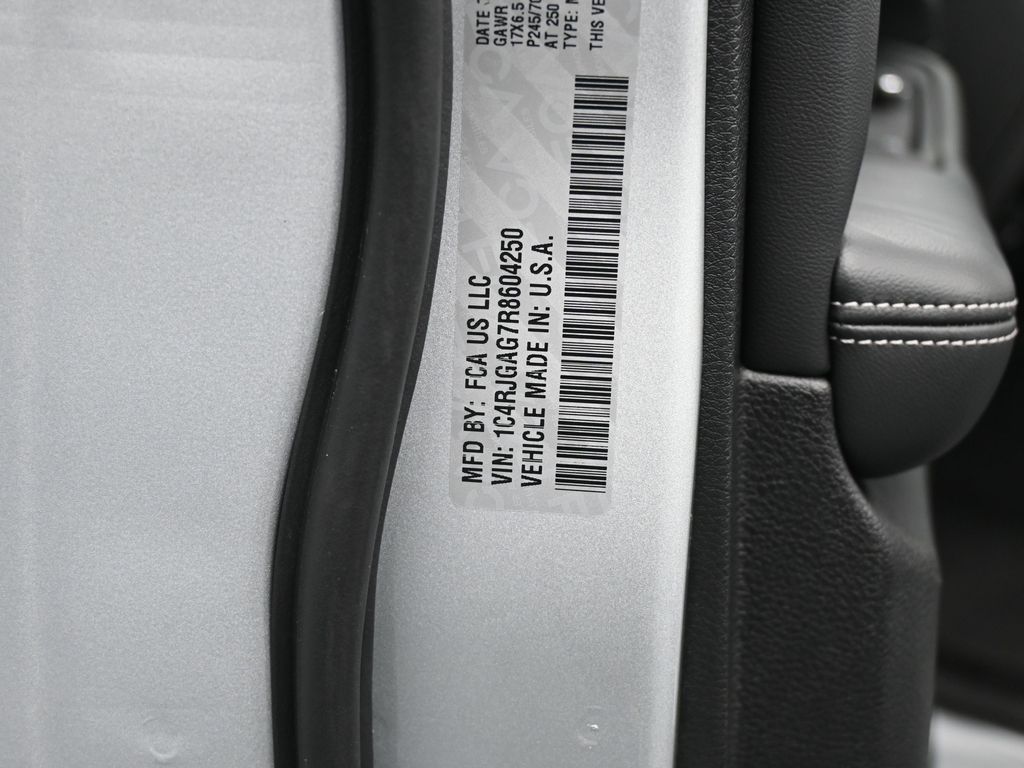 MFD BY: FCA US LLC
VIN: 1C4RJGAG7R8604250
VEHICLE MADE IN: U.S.A.
DATE
GAWR
17X6.5
P245/70
AT 250
TYPE:
THIS